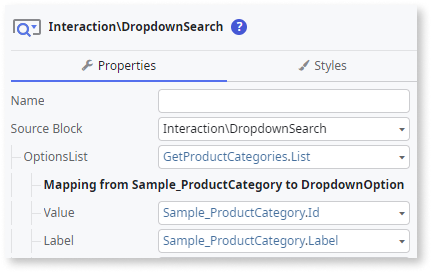 Interaction\DropdownSearch ?
Properties Styles
Name
Source Block Interaction\DropdownSearch
OptionsList GetProductCategories.List
Mapping from Sample_ProductCategory to DropdownOption
Value Sample_ProductCategory.Id
Label Sample_ProductCategory.Label